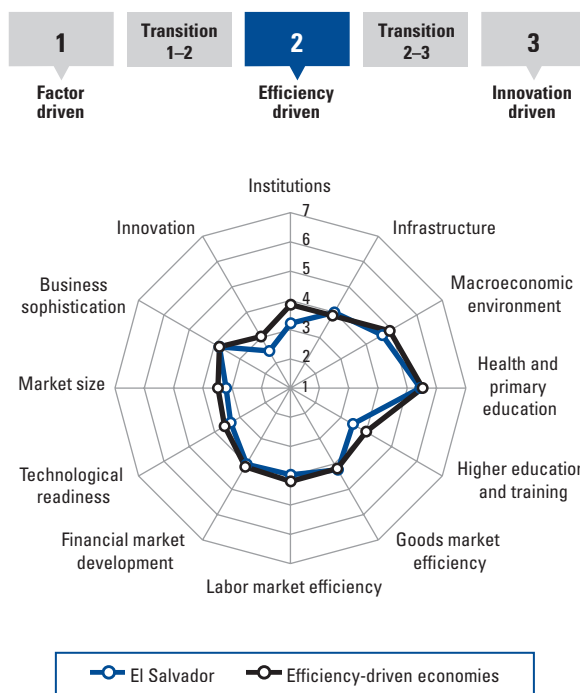 1
Transition
1–2
2
Transition
2–3
3
Factor
driven
Efficiency
driven
Innovation
driven
Institutions
Infrastructure
Macroeconomic
environment
Health and
primary
education
Higher education
and training
Goods market
efficiency
Labor market efficiency
Financial market
development
Technological
readiness
Market size
Business
sophistication
Innovation
7
6
5
4
3
2
1
El Salvador
Efficiency-driven economies